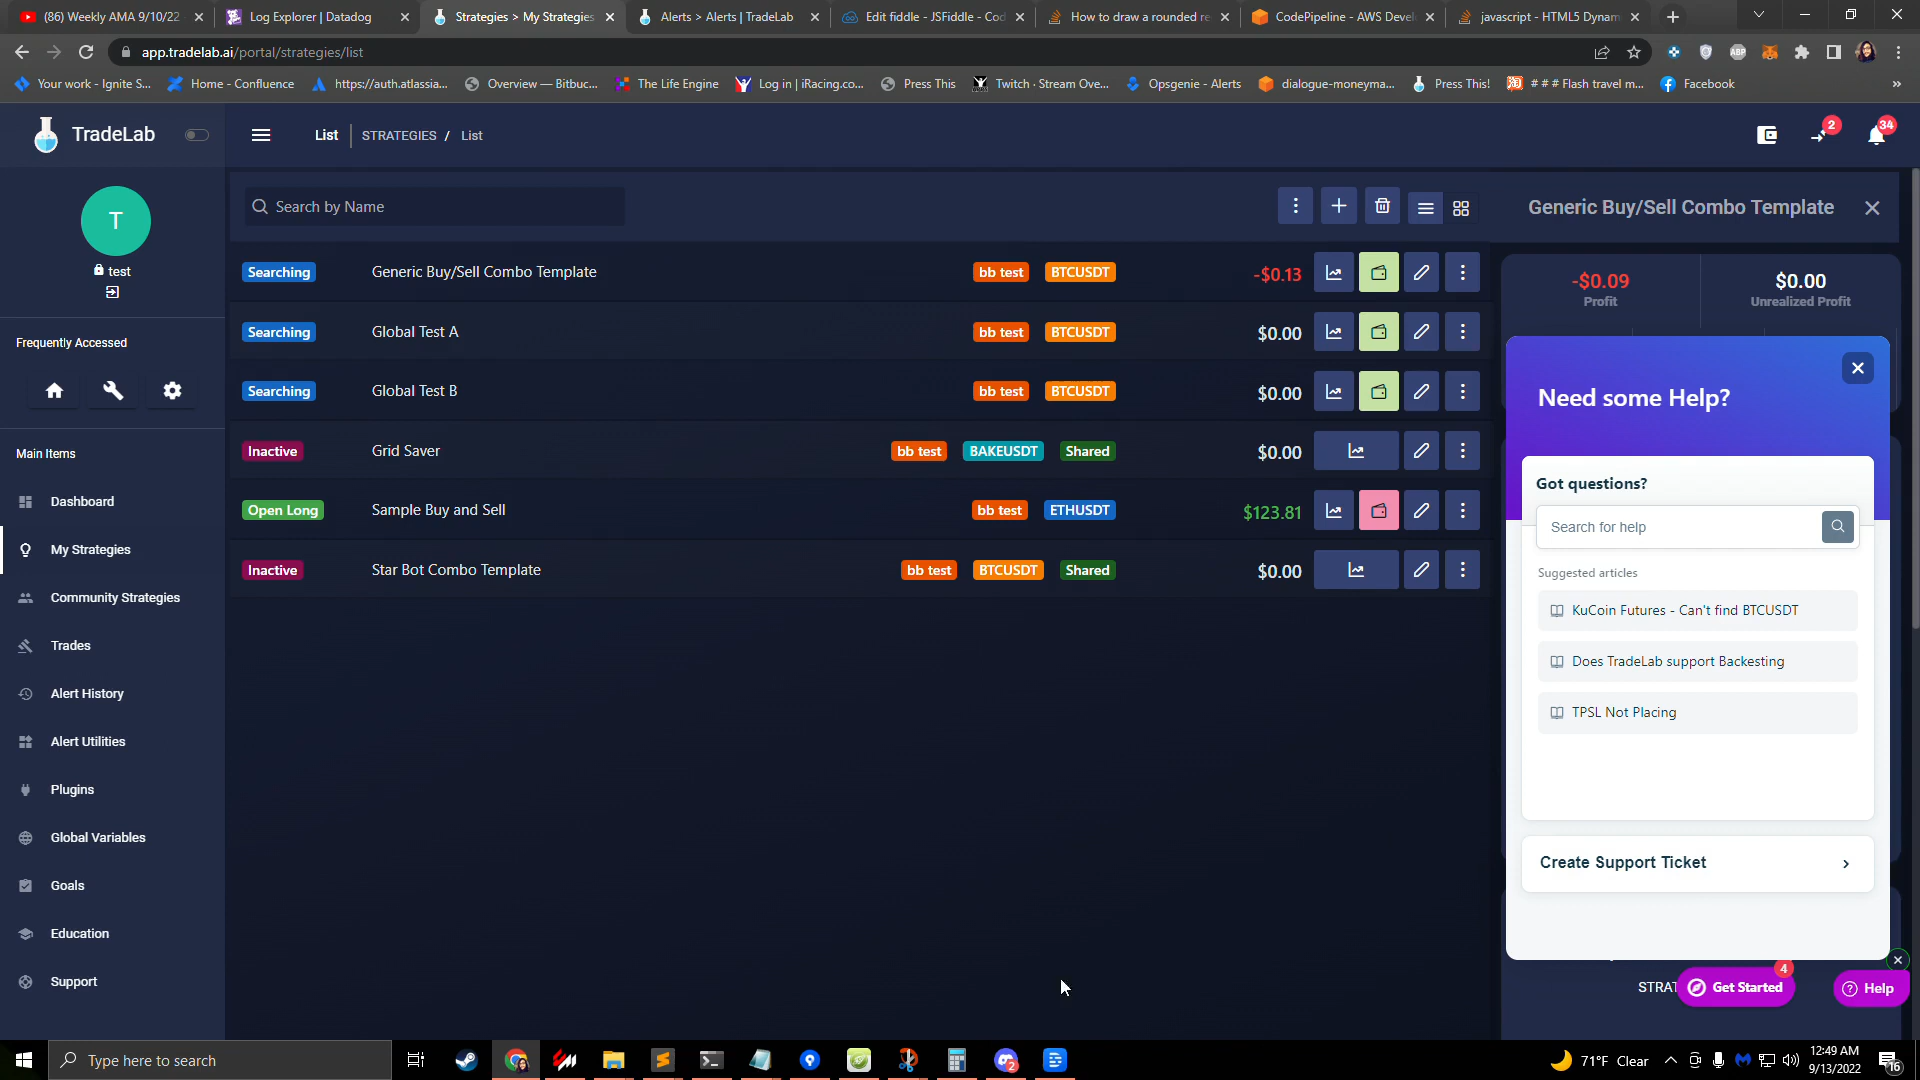 (86) Weekly AMA 9/10/22
Log Explorer | Datadog
Strategies > My Strategies
Alerts > Alerts | TradeLab
Edit fiddle - JSFiddle - Cod
How to draw a rounded re
CodePipeline - AWS Devel
javascript - HTML5 Dynam
app.tradelab.ai/portal/strategies/list
ABP
Your work - Ignite S...
Home - Confluence
https://auth.atlassia...
Overview — Bitbuc...
The Life Engine
Log in | iRacing.co...
Press This
Twitch · Stream Ove...
Opsgenie - Alerts
dialogue-moneyma...
Press This!
# # # Flash travel m...
Facebook
»
TradeLab
List
STRATEGIES / List
2
34
T
test
Search by Name
Generic Buy/Sell Combo Template
Searching
Generic Buy/Sell Combo Template
bb test
BTCUSDT
-$0.13
-$0.09
Profit
$0.00
Unrealized Profit
Searching
Global Test A
bb test
BTCUSDT
$0.00
Searching
Global Test B
bb test
BTCUSDT
$0.00
Inactive
Grid Saver
bb test
BAKEUSDT
Shared
$0.00
Open Long
Sample Buy and Sell
bb test
ETHUSDT
$123.81
Inactive
Star Bot Combo Template
bb test
BTCUSDT
Shared
$0.00
Frequently Accessed
Main Items
Dashboard
My Strategies
Community Strategies
Trades
Alert History
Alert Utilities
Plugins
Global Variables
Goals
Education
Support
Need some Help?
Got questions?
Search for help
Suggested articles
KuCoin Futures - Can't find BTCUSDT
Does TradeLab support Backesting
TPSL Not Placing
Create Support Ticket
STRAT
Get Started
4
Help
Type here to search
2
71°F Clear
12:49 AM
9/13/2022
16